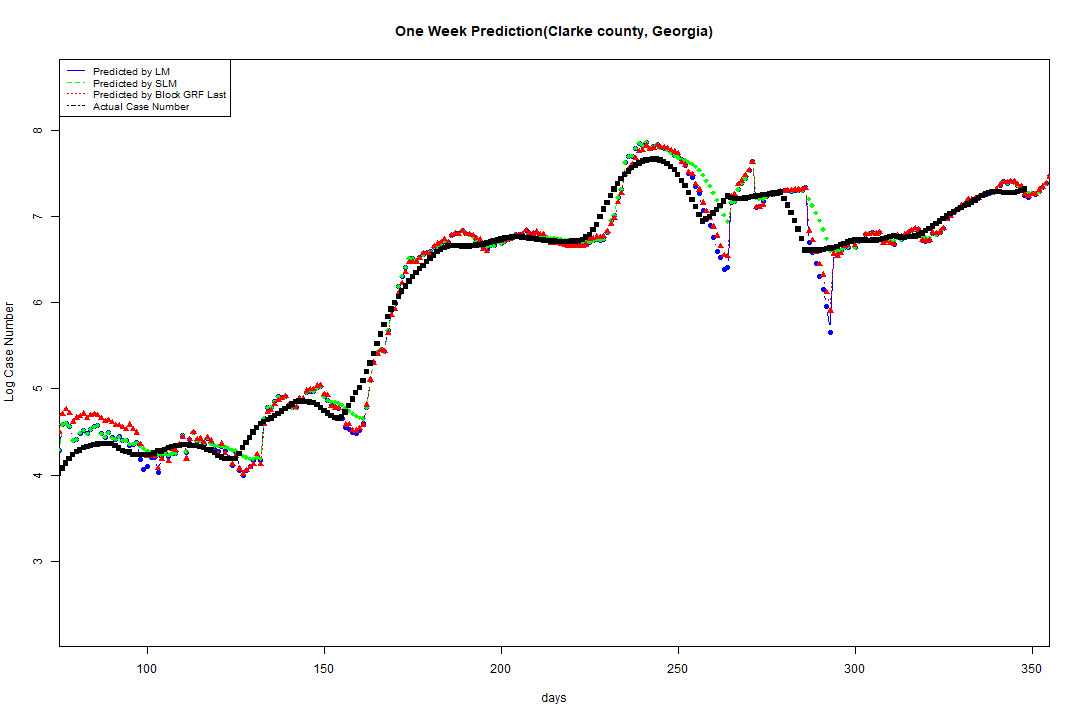 One Week Prediction(Clarke county, Georgia)
Predicted by LM
Predicted by SLM
Predicted by Block GRF Last
Actual Case Number
8
7
6
5
4
3
Log Case Number
100 150 200 250 300 350
days